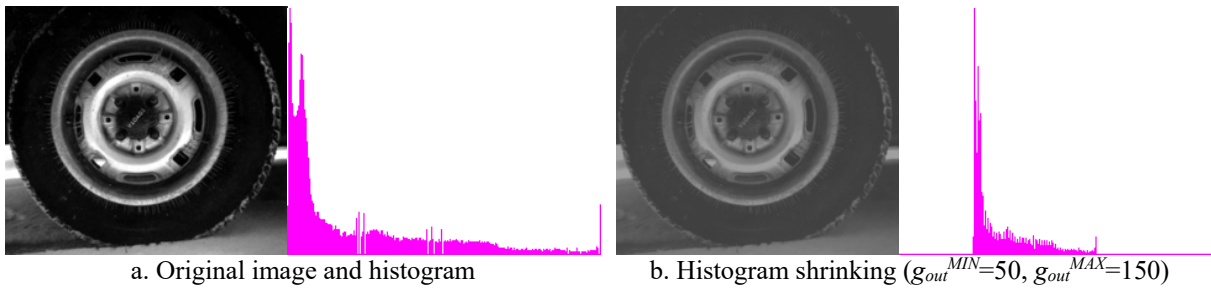 a. Original image and histogram
b. Histogram shrinking (g_out^MIN=50, g_out^MAX=150)